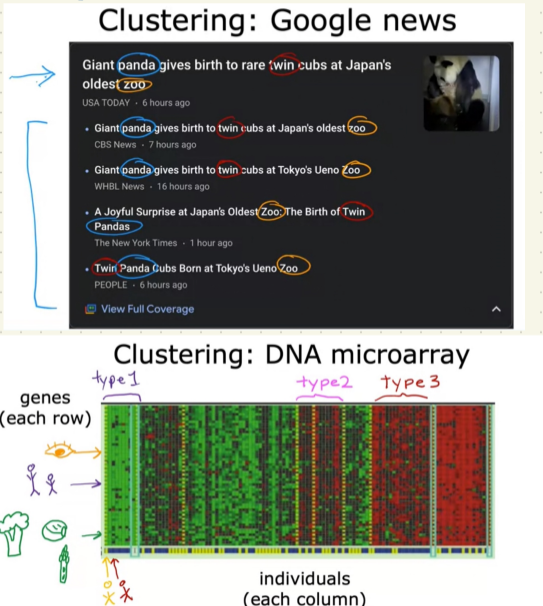 Clustering: Google news
Giant panda gives birth to rare twin cubs at Japan's
oldest zoo
USA TODAY · 6 hours ago
• Giant panda gives birth to twin cubs at Japan's oldest zoo
CBS News · 7 hours ago
• Giant panda gives birth to twin cubs at Tokyo's Ueno Zoo
WHBL News · 16 hours ago
• A Joyful Surprise at Japan's Oldest Zoo: The Birth of Twin
Pandas
The New York Times · 1 hour ago
• Twin Panda Cubs Born at Tokyo's Ueno Zoo
PEOPLE · 6 hours ago
View Full Coverage
Clustering: DNA microarray
type 1
type 2
type 3
genes
(each row)
individuals
(each column)